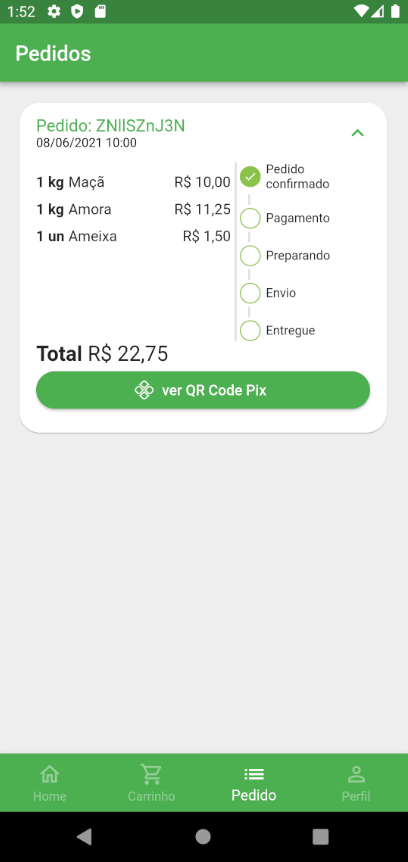 1:52
Pedidos
Pedido: ZNllSZnJ3N
08/06/2021 10:00
1 kg Maçã R$ 10,00
1 kg Amora R$ 11,25
1 un Ameixa R$ 1,50
Pedido
confirmado
Pagamento
Preparando
Envio
Entregue
Total R$ 22,75
ver QR Code Pix
Home
Carrinho
Pedido
Perfil